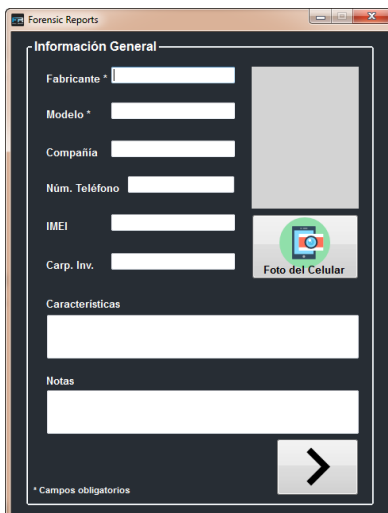 Forensic Reports
Información General
Fabricante *
Modelo *
Compañía
Núm. Teléfono
IMEI
Carp. Inv.
Foto del Celular
Características
Notas
* Campos obligatorios